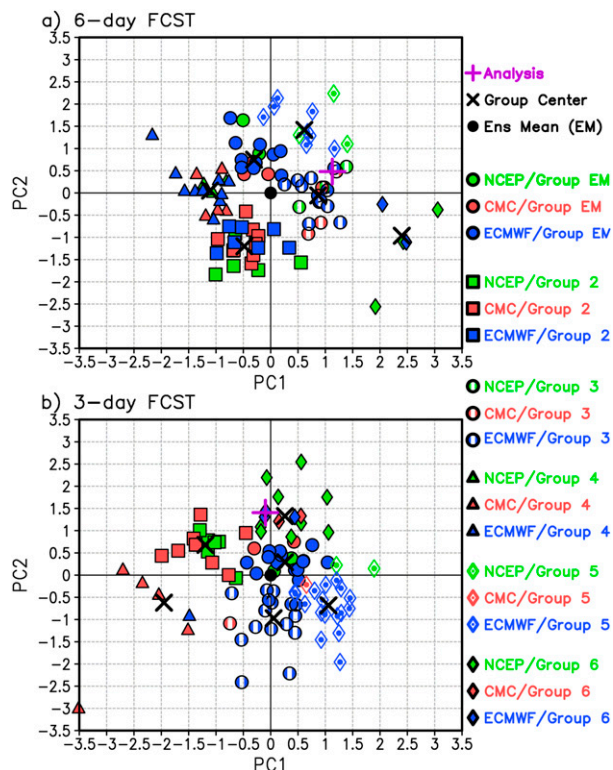 a) 6-day FCST
3.5
3
2.5
2
1.5
1
0.5
0
-0.5
-1
-1.5
-2
-2.5
-3
-3.5
PC2
-3.5 -3 -2.5 -2 -1.5 -1 -0.5 0 0.5 1 1.5 2 2.5 3 3.5
PC1
Analysis
Group Center
Ens Mean (EM)
NCEP/Group EM
CMC/Group EM
ECMWF/Group EM
NCEP/Group 2
CMC/Group 2
ECMWF/Group 2
NCEP/Group 3
CMC/Group 3
ECMWF/Group 3
NCEP/Group 4
CMC/Group 4
ECMWF/Group 4
NCEP/Group 5
CMC/Group 5
ECMWF/Group 5
NCEP/Group 6
CMC/Group 6
ECMWF/Group 6
b) 3-day FCST
3.5
3
2.5
2
1.5
1
0.5
0
-0.5
-1
-1.5
-2
-2.5
-3
-3.5
PC2
-3.5 -3 -2.5 -2 -1.5 -1 -0.5 0 0.5 1 1.5 2 2.5 3 3.5
PC1